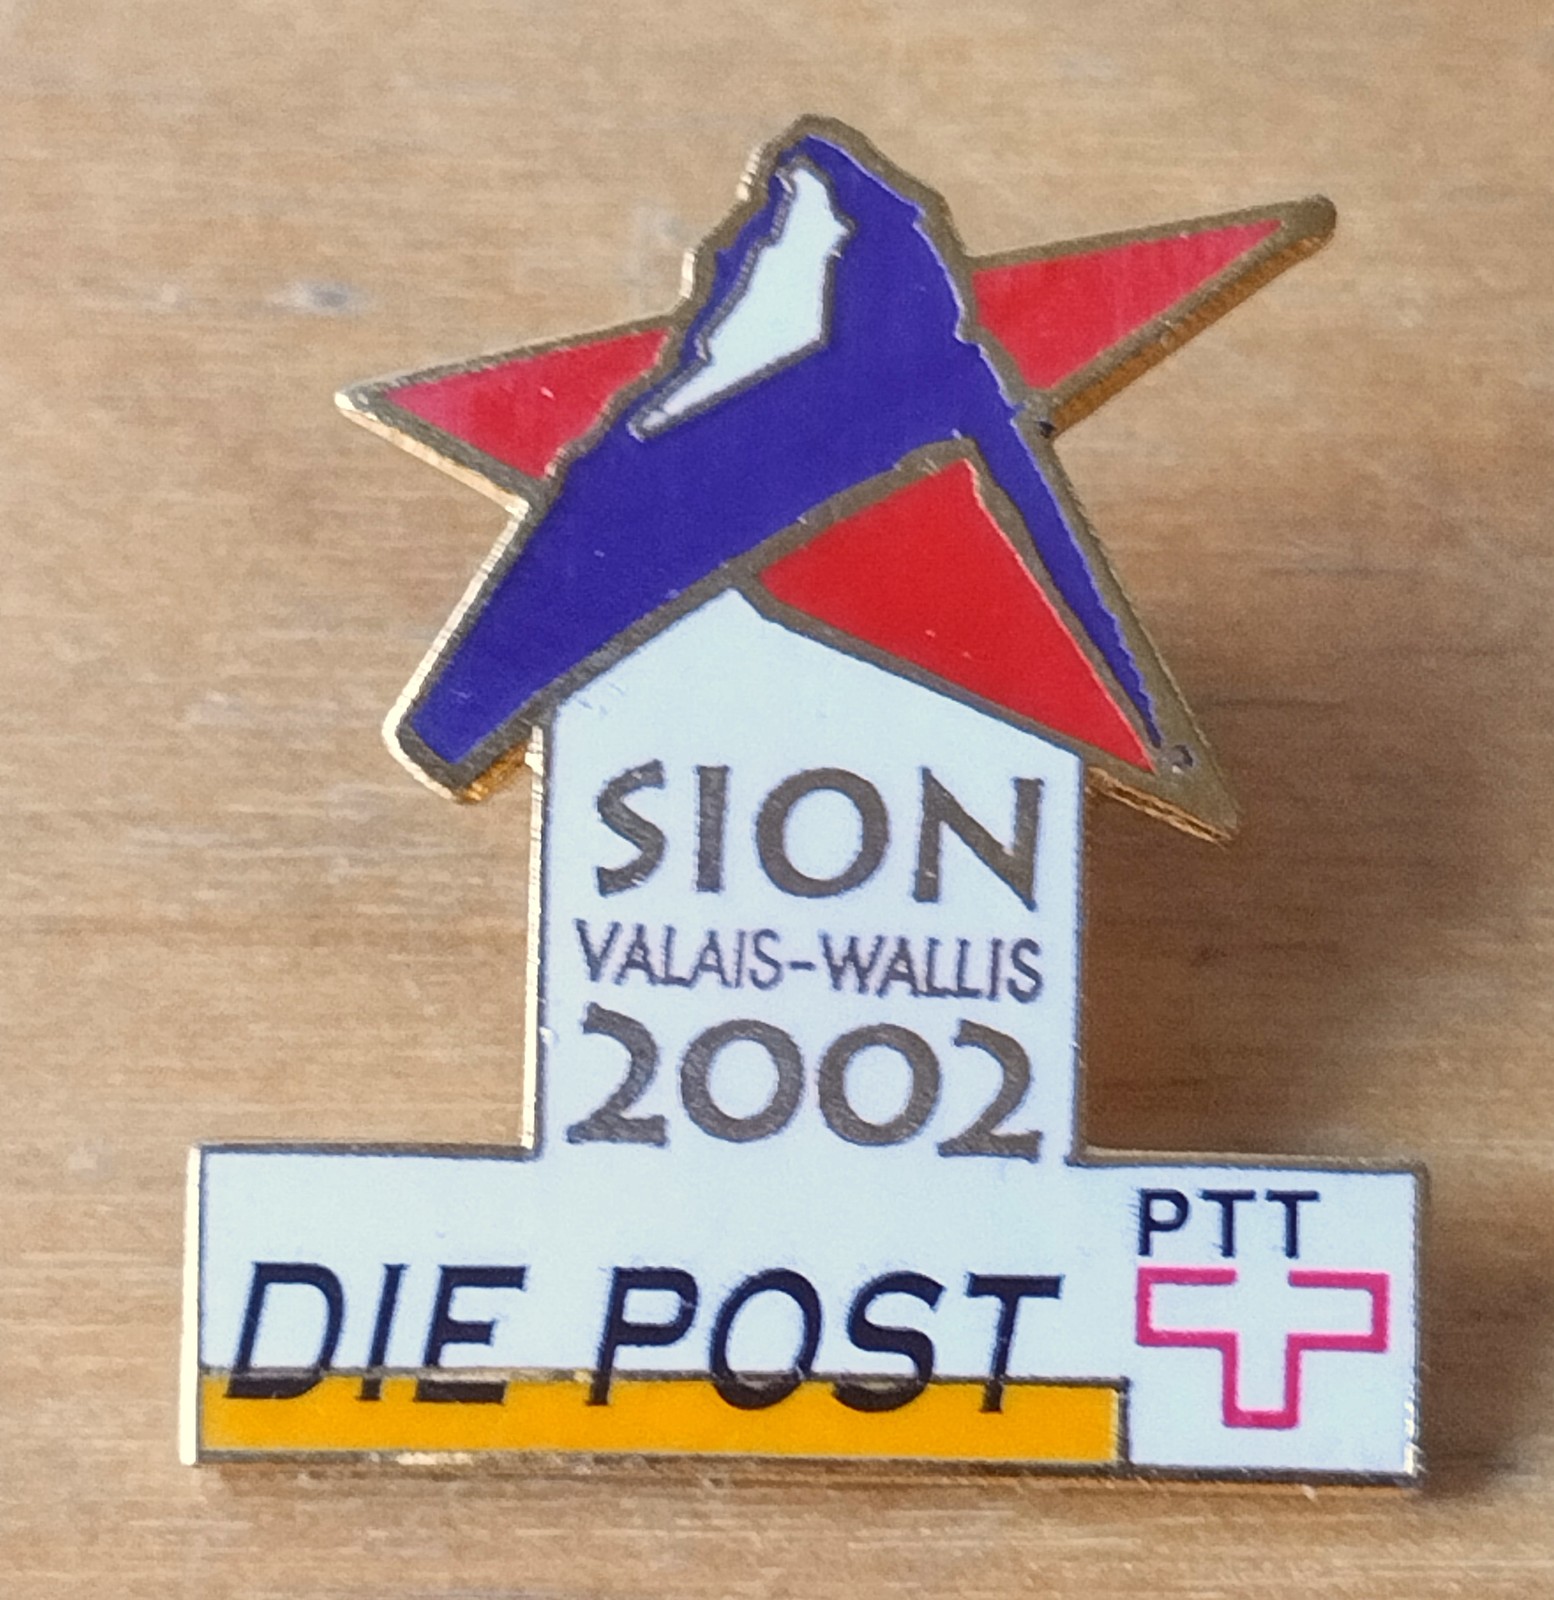 SION
VALAIS-WALLIS
2002
PTT
DIE POST